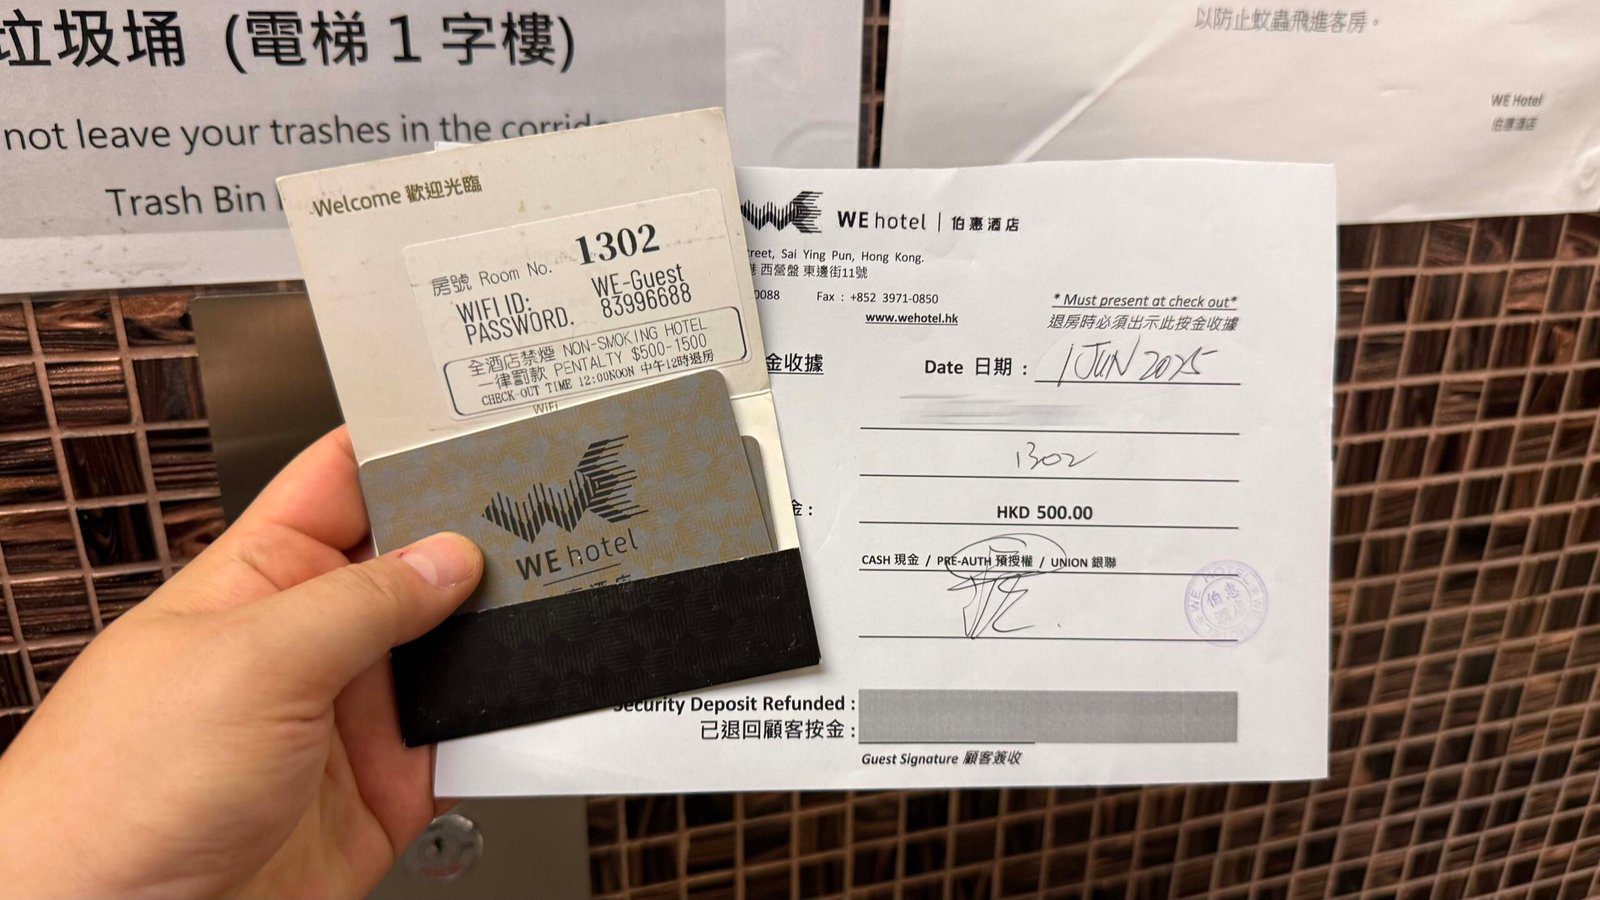 垃圾埇 (電梯 1 字樓)
not leave your trashes in the
Trash Bin
以防止蚊蟲飛進客房。
WE Hotel
伯惠酒店
Welcome 歡迎光臨
房號 Room No. 1302
WIFI ID: WE-Guest
PASSWORD. 83996688
全酒店禁煙 NON-SMOKING HOTEL
一律罰款 PENTALTY $500-1500
CHECK-OUT TIME 12:00NOON 中午12時退房
WiFi
WE hotel
WE hotel | 伯惠酒店
Sai Ying Pun, Hong Kong.
西營盤 東邊街11號
0088 Fax : +852 3971-0850
www.wehotel.hk
* Must present at check out*
退房時必須出示此按金收據
金收據
Date 日期 : 1 JUN 2025
1302
金 :
HKD 500.00
CASH 現金 / PRE-AUTH 預授權 / UNION 銀聯
WE HOTEL
Security Deposit Refunded :
已退回顧客按金 :
Guest Signature 顧客簽收